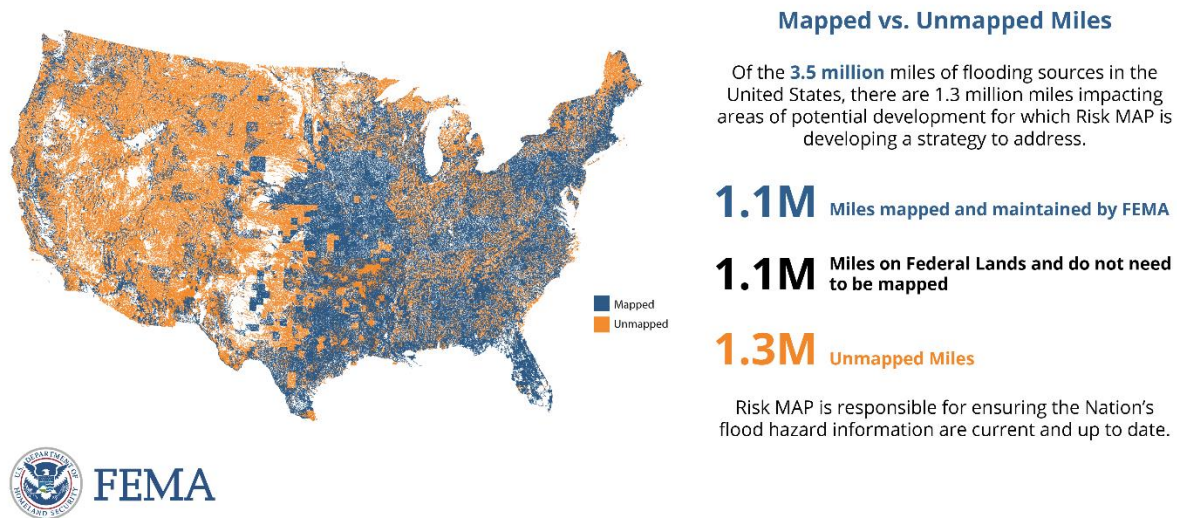 Mapped vs. Unmapped Miles
Of the 3.5 million miles of flooding sources in the
United States, there are 1.3 million miles impacting
areas of potential development for which Risk MAP is
developing a strategy to address.
1.1M Miles mapped and maintained by FEMA
1.1M Miles on Federal Lands and do not need
to be mapped
1.3M Unmapped Miles
Risk MAP is responsible for ensuring the Nation's
flood hazard information are current and up to date.
Mapped
Unmapped
U.S. DEPARTMENT OF
HOMELAND SECURITY
FEMA